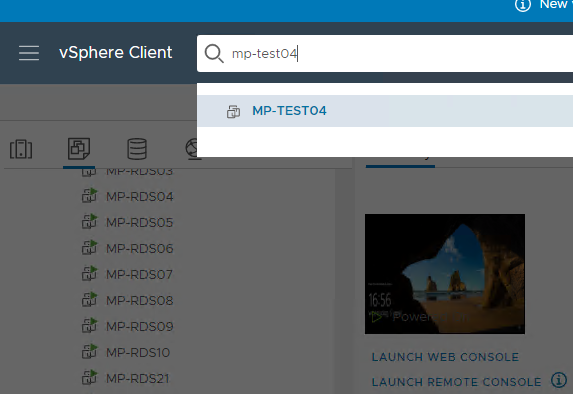 New
vSphere Client
mp-test04
MP-TEST04
MP-RDS03
MP-RDS04
MP-RDS05
MP-RDS06
MP-RDS07
MP-RDS08
MP-RDS09
MP-RDS10
MP-RDS21
16:56
Powered
LAUNCH WEB CONSOLE
LAUNCH REMOTE CONSOLE